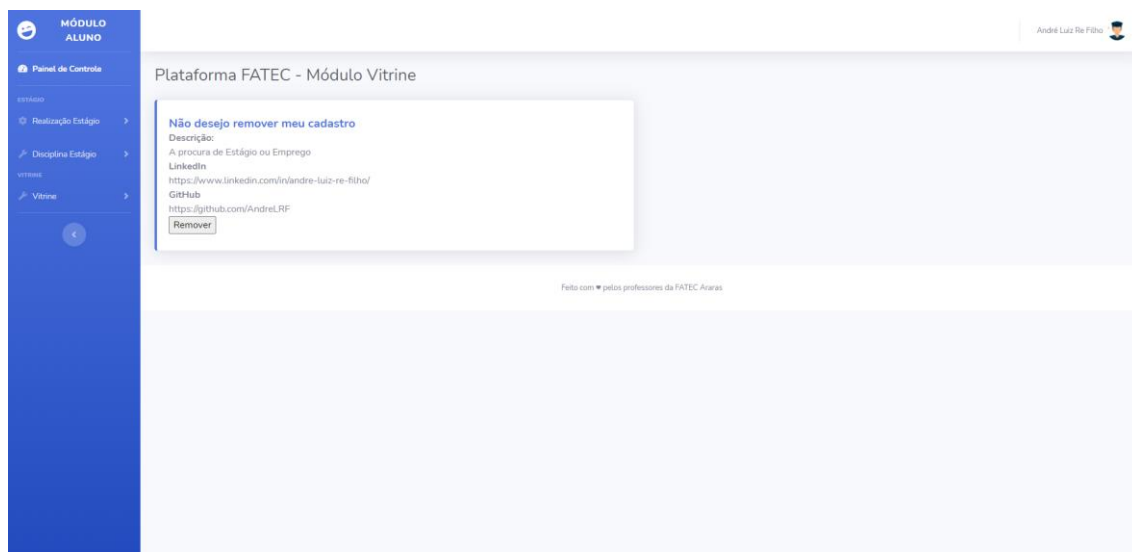 MÓDULO
ALUNO
André Luiz Re Filho
Painel de Controle
Plataforma FATEC - Módulo Vitrine
ESTÁGIO
Realização Estágio
Disciplina Estágio
VITRINE
Vitrine
Não desejo remover meu cadastro
Descrição:
A procura de Estágio ou Emprego
LinkedIn
https://www.linkedin.com/in/andre-luiz-re-filho/
GitHub
https://github.com/AndreLRF
Remover
Feito com ♥ pelos professores da FATEC Araras